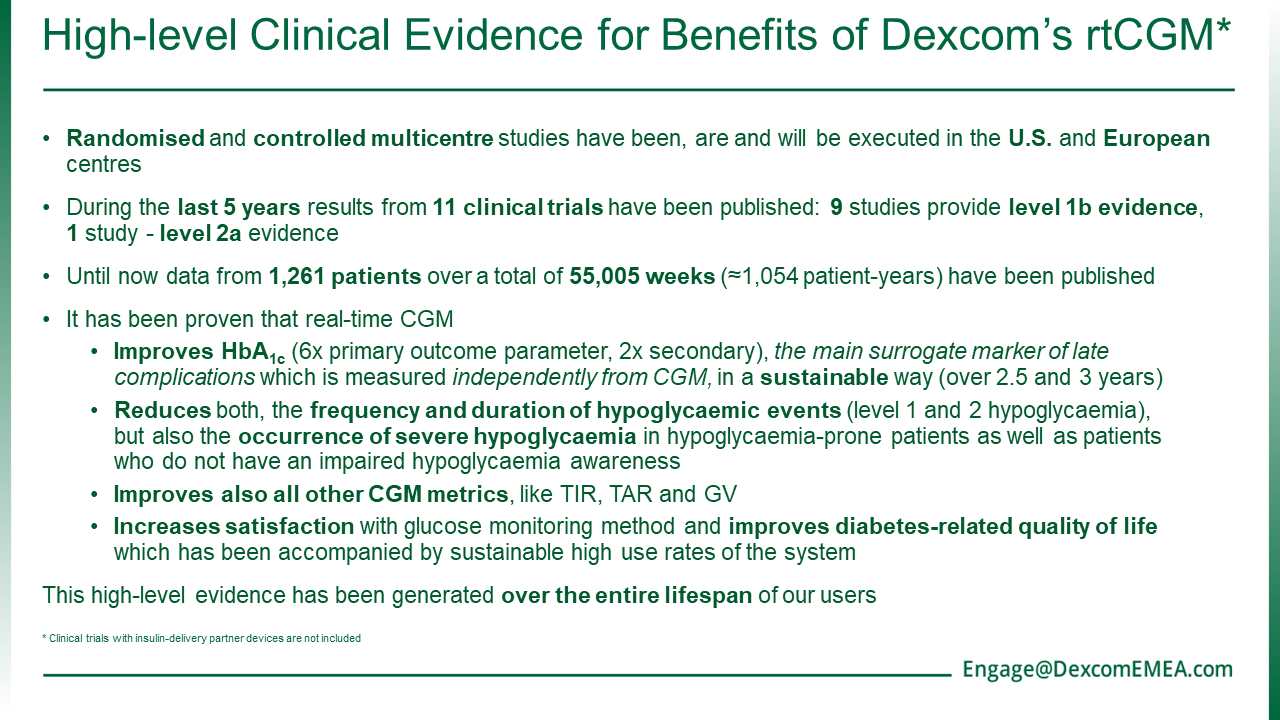 High-level Clinical Evidence for Benefits of Dexcom’s rtCGM*
• Randomised and controlled multicentre studies have been, are and will be executed in the U.S. and European
centres
• During the last 5 years results from 11 clinical trials have been published: 9 studies provide level 1b evidence,
1 study - level 2a evidence
• Until now data from 1,261 patients over a total of 55,005 weeks (≈1,054 patient-years) have been published
• It has been proven that real-time CGM
• Improves HbA1c (6x primary outcome parameter, 2x secondary), the main surrogate marker of late
complications which is measured independently from CGM, in a sustainable way (over 2.5 and 3 years)
• Reduces both, the frequency and duration of hypoglycaemic events (level 1 and 2 hypoglycaemia),
but also the occurrence of severe hypoglycaemia in hypoglycaemia-prone patients as well as patients
who do not have an impaired hypoglycaemia awareness
• Improves also all other CGM metrics, like TIR, TAR and GV
• Increases satisfaction with glucose monitoring method and improves diabetes-related quality of life
which has been accompanied by sustainable high use rates of the system
This high-level evidence has been generated over the entire lifespan of our users
* Clinical trials with insulin-delivery partner devices are not included
Engage@DexcomEMEA.com